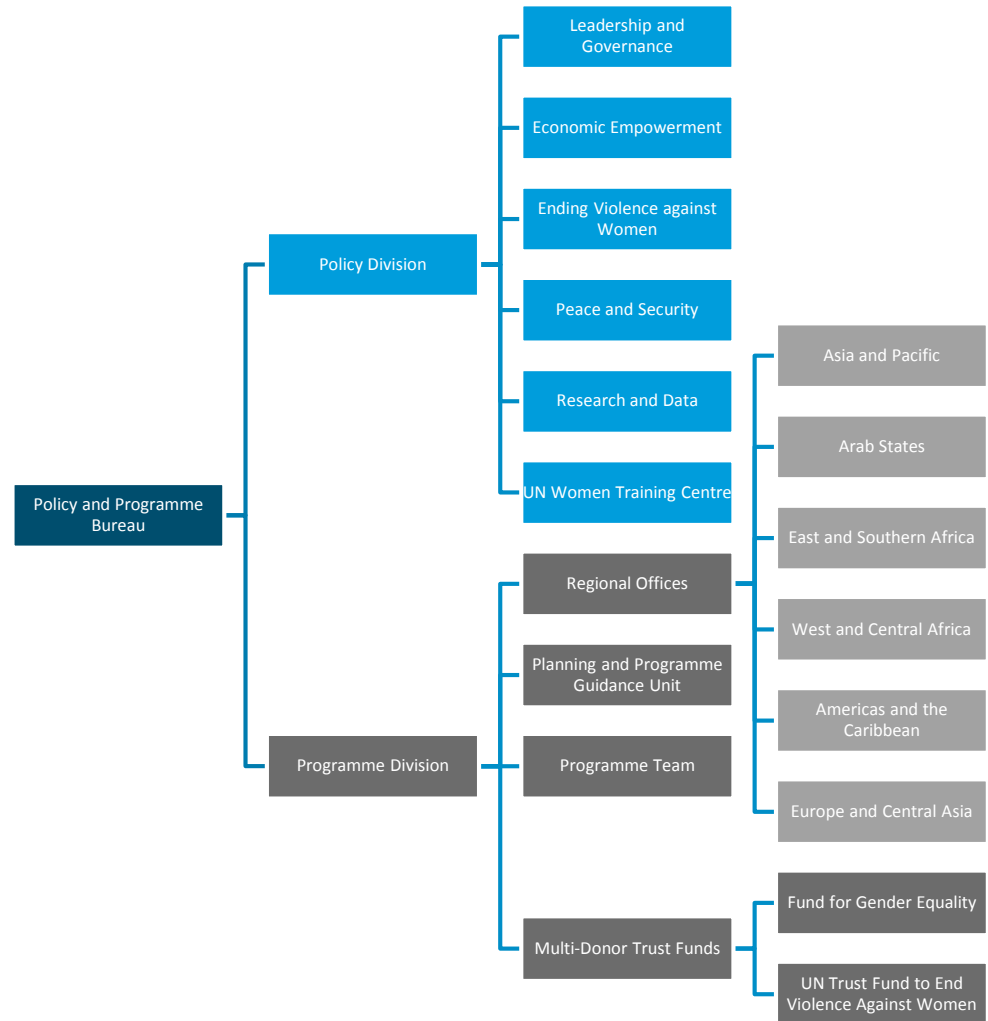 Leadership and
Governance
Economic Empowerment
Ending Violence against
Women
Policy Division
Peace and Security
Asia and Pacific
Research and Data
Arab States
UN Women Training Centre
Policy and Programme
Bureau
East and Southern Africa
Regional Offices
West and Central Africa
Planning and Programme
Guidance Unit
Americas and the
Caribbean
Programme Division
Programme Team
Europe and Central Asia
Fund for Gender Equality
Multi-Donor Trust Funds
UN Trust Fund to End
Violence Against Women